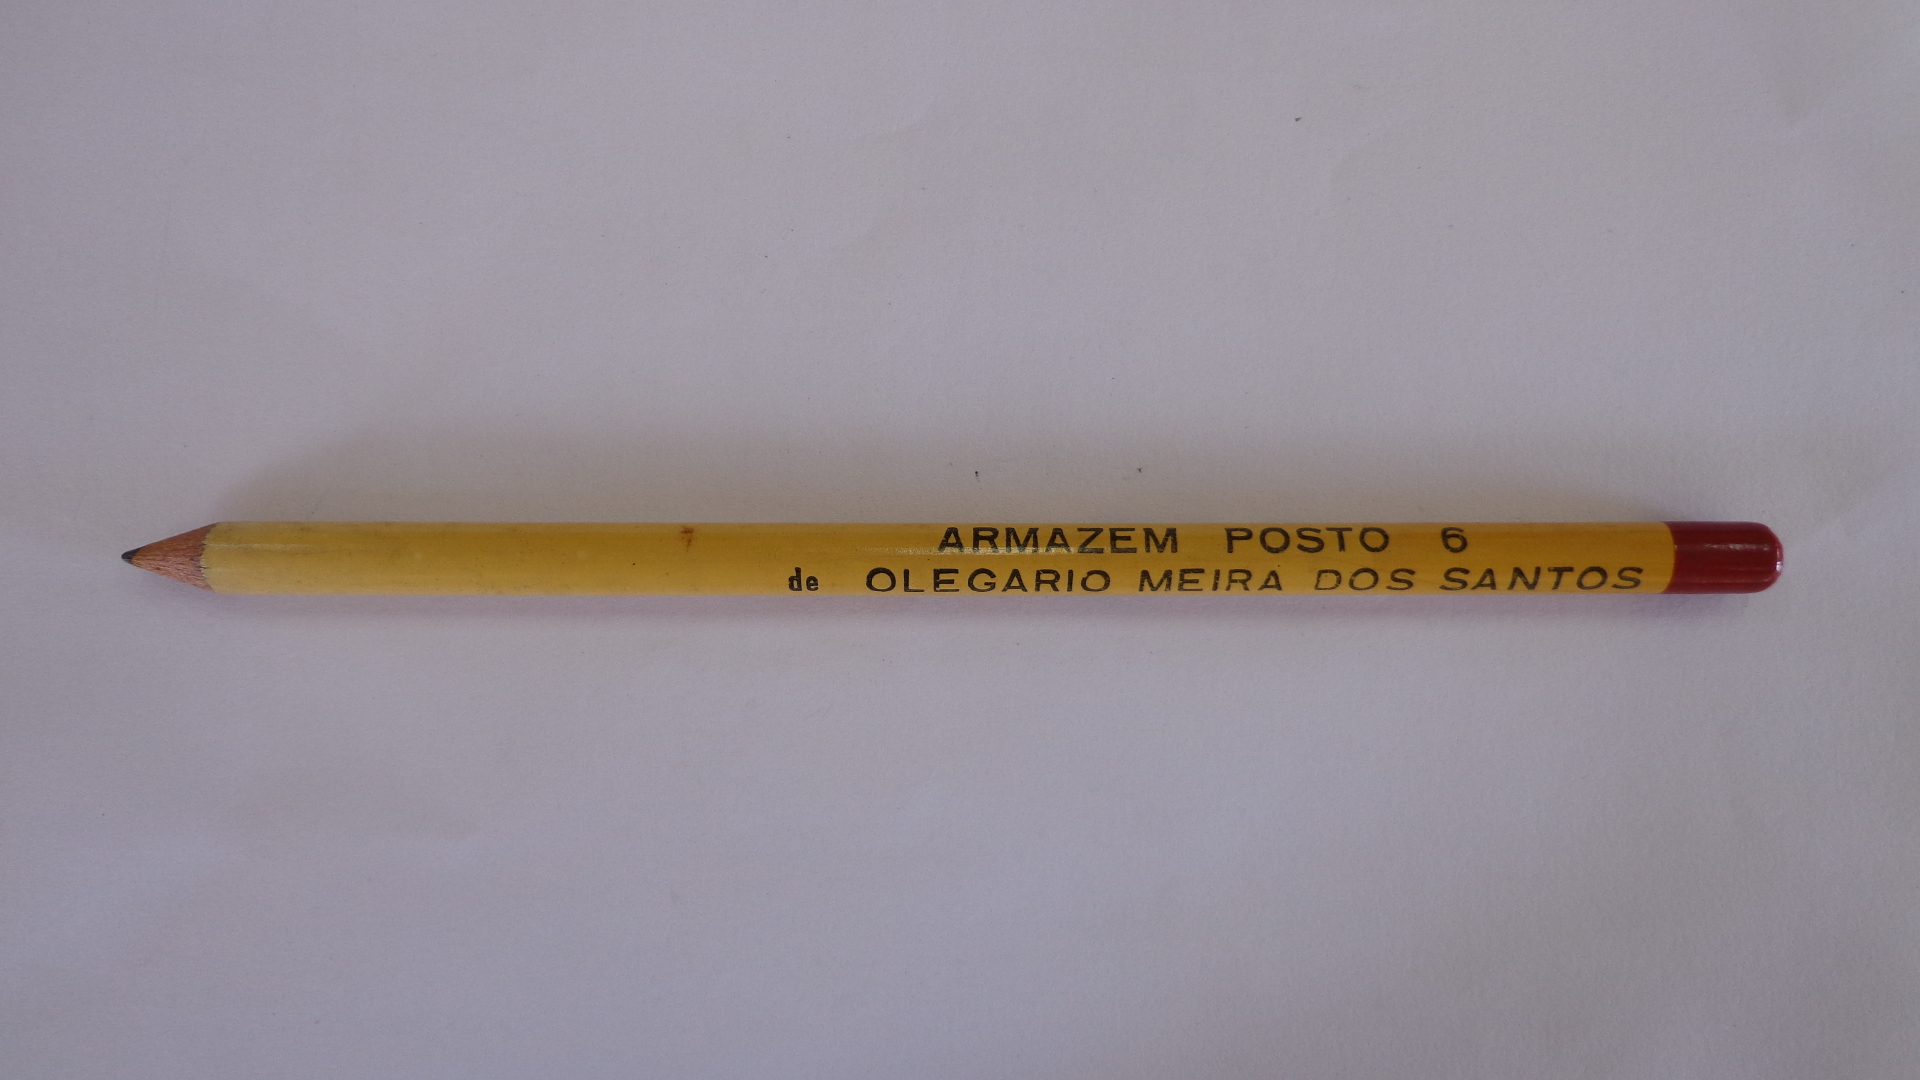 ARMAZEM POSTO 6
de OLEGARIO MEIRA DOS SANTOS